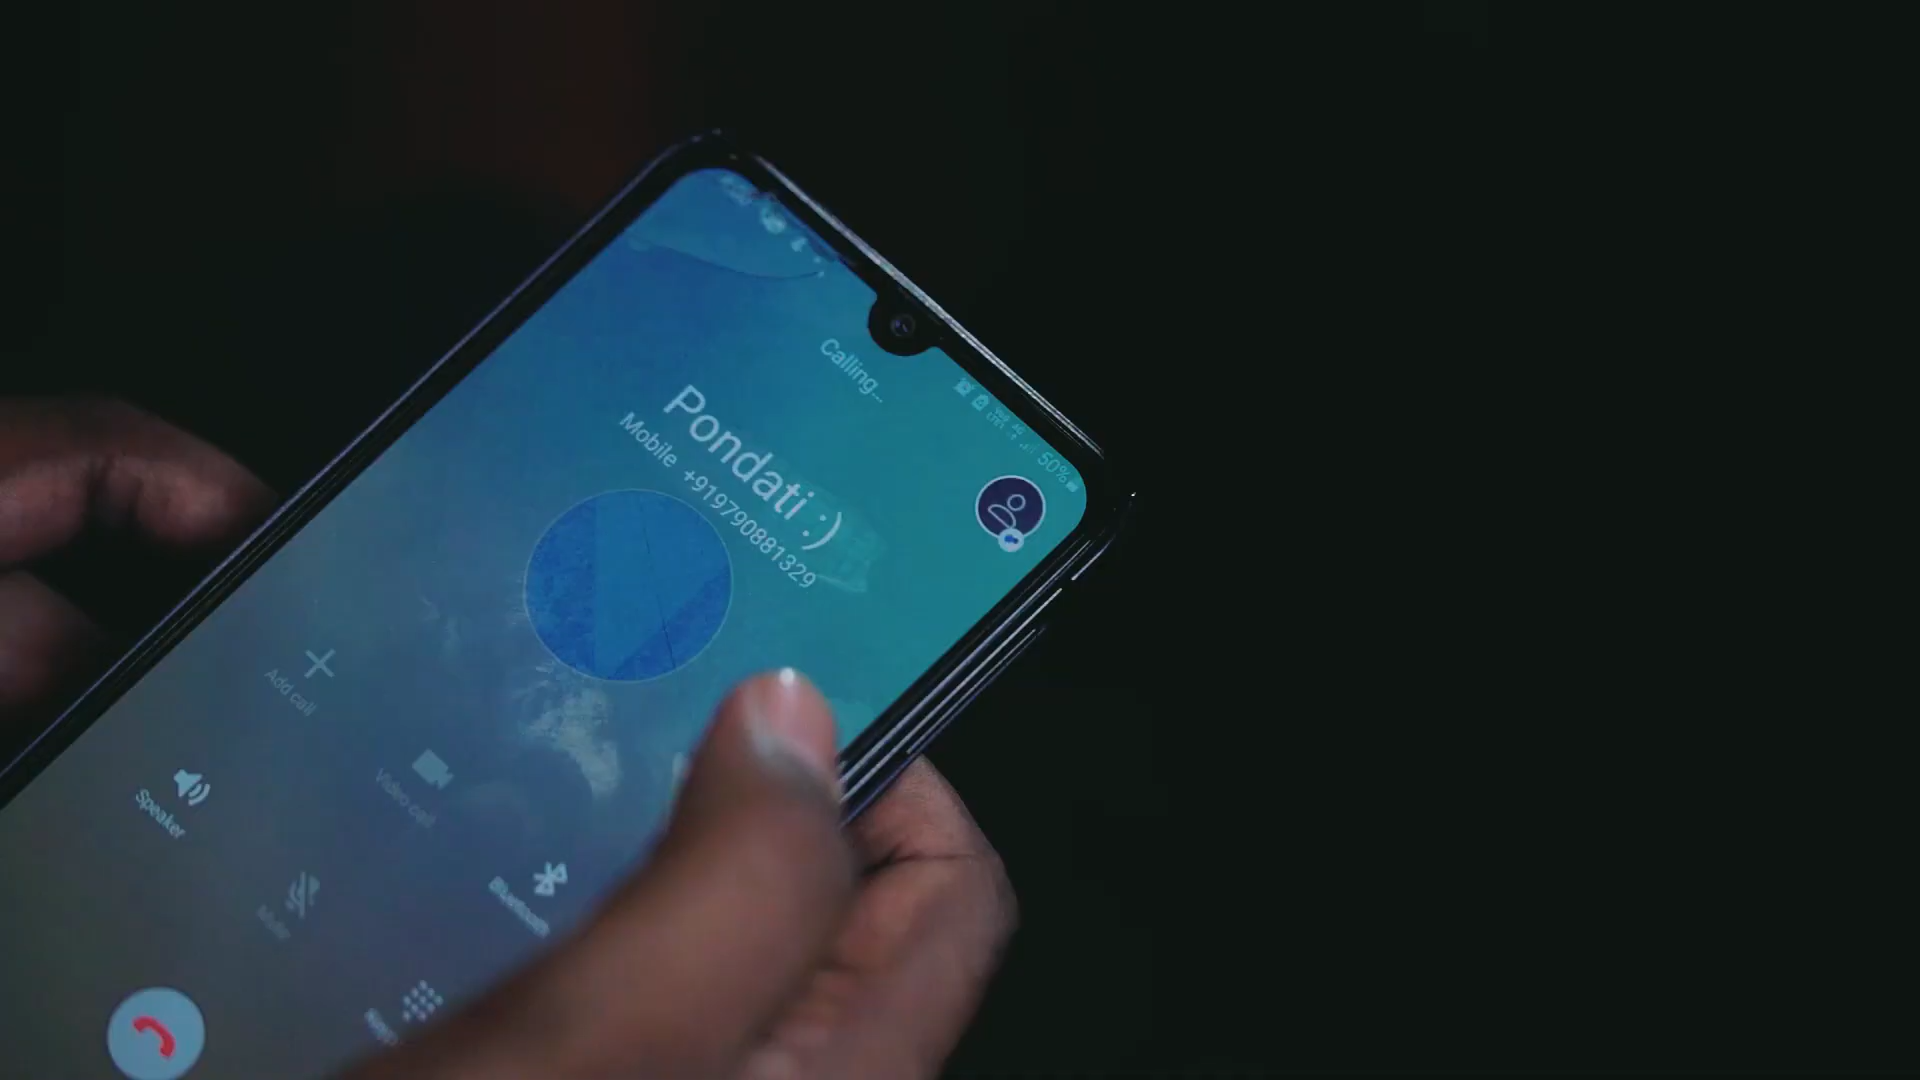 50%
Calling...
Pondati :)
Mobile +919790881329
Add call
Video call
Bluetooth
Speaker
Mute